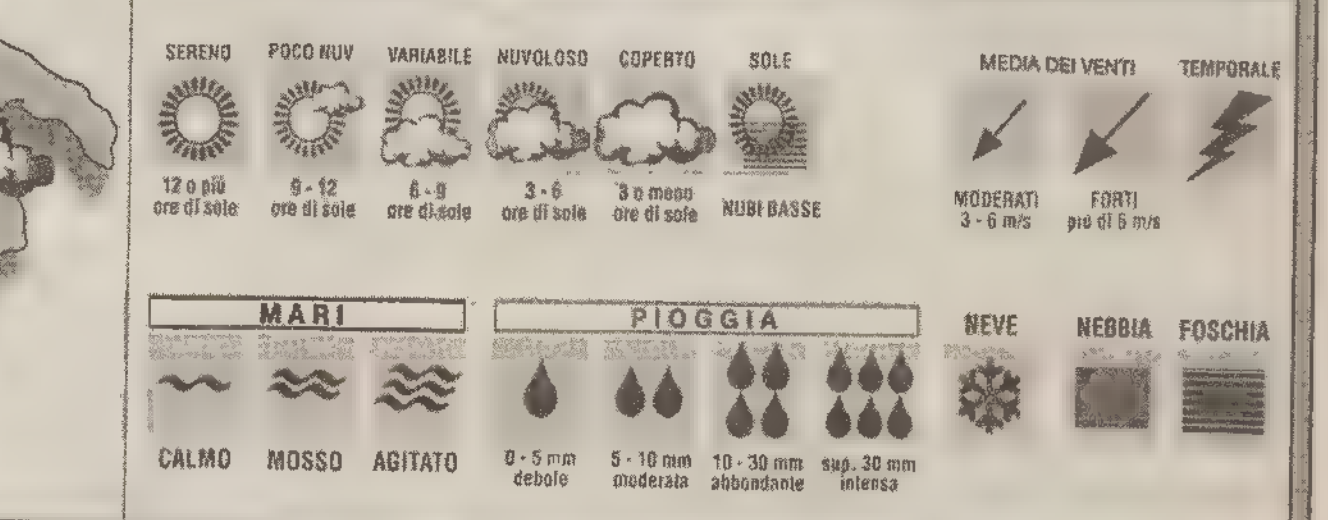 SERENO POCO NUV VARIABILE NUVOLOSO COPERTO SOLE MEDIA DEI VENTI TEMPORALE
12 o più 9 - 12 6 - 9 3 - 6 3 o meno
ore di sole ore di sole ore di sole ore di sole ore di sole NUBI BASSE
MODERATI FORTI
3 - 6 m/s più di 6 m/s
MARI PIOGGIA NEVE NEBBIA FOSCHIA
CALMO MOSSO AGITATO
0 - 5 mm 5 - 10 mm 10 - 30 mm sup. 30 mm
debole moderata abbondante intensa